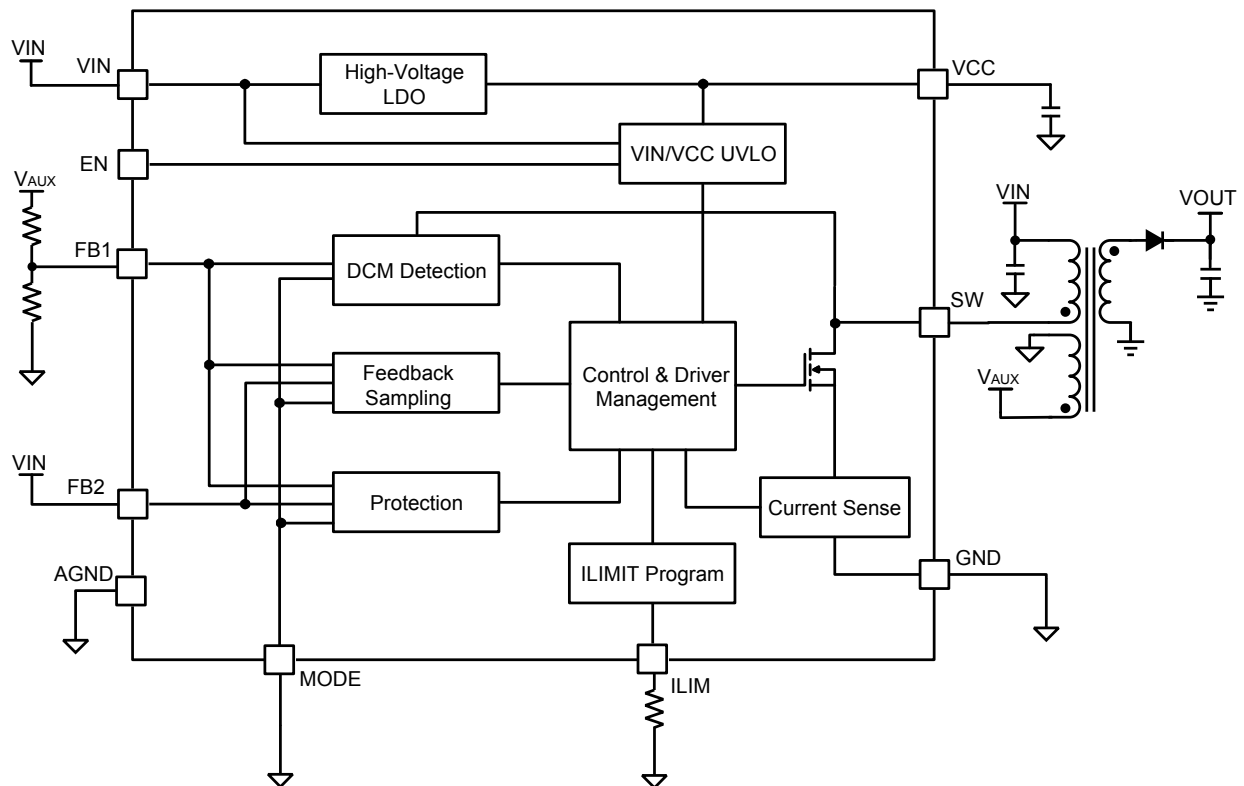 VIN
VIN
High-Voltage
LDO
VCC
EN
VIN/VCC UVLO
VAUX
VIN
VOUT
FB1
DCM Detection
SW
Feedback
Sampling
Control & Driver
Management
VAUX
VIN
FB2
Protection
Current Sense
AGND
ILIMIT Program
GND
MODE
ILIM